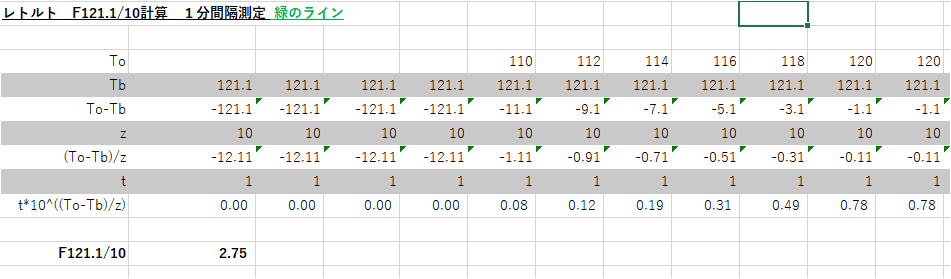 レトルト　F121.1/10計算　１分間隔測定 緑のライン
To 110 112 114 116 118 120 120
Tb 121.1 121.1 121.1 121.1 121.1 121.1 121.1 121.1 121.1 121.1 121.1
To-Tb -121.1 -121.1 -121.1 -121.1 -11.1 -9.1 -7.1 -5.1 -3.1 -1.1 -1.1
z 10 10 10 10 10 10 10 10 10 10 10
(To-Tb)/z -12.11 -12.11 -12.11 -12.11 -1.11 -0.91 -0.71 -0.51 -0.31 -0.11 -0.11
t 1 1 1 1 1 1 1 1 1 1 1
t*10^((To-Tb)/z) 0.00 0.00 0.00 0.00 0.08 0.12 0.19 0.31 0.49 0.78 0.78
F121.1/10 2.75